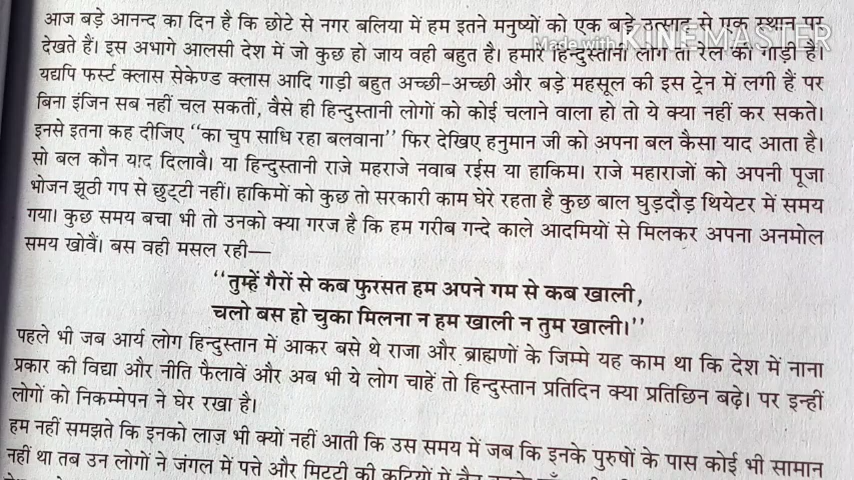 आज बड़े आनन्द का दिन है कि छोटे से नगर बलिया में हम इतने मनुष्यों को एक बड़े उत्साह से एक स्थान पर
Made with KINEMASTER
देखते हैं। इस अभागे आलसी देश में जो कुछ हो जाय वही बहुत है। हमारे हिन्दुस्तानी लोग तो रेल की गाड़ी हैं।
यद्यपि फर्स्ट क्लास सेकेण्ड क्लास आदि गाड़ी बहुत अच्छी-अच्छी और बड़े महसूल की इस ट्रेन में लगी हैं पर
बिना इंजिन सब नहीं चल सकतीं, वैसे ही हिन्दुस्तानी लोगों को कोई चलाने वाला हो तो ये क्या नहीं कर सकते।
इनसे इतना कह दीजिए “का चुप साधि रहा बलवाना” फिर देखिए हनुमान जी को अपना बल कैसा याद आता है।
सो बल कौन याद दिलावै। या हिन्दुस्तानी राजे महराजे नवाब रईस या हाकिम। राजे महाराजों को अपनी पूजा
भोजन झूठी गप से छुट्टी नहीं। हाकिमों को कुछ तो सरकारी काम घेरे रहता है कुछ बाल घुड़दौड़ थियेटर में समय
गया। कुछ समय बचा भी तो उनको क्या गरज है कि हम गरीब गन्दे काले आदमियों से मिलकर अपना अनमोल
समय खोवैं। बस वही मसल रही—
“तुम्हें गैरों से कब फुरसत हम अपने गम से कब खाली,
चलो बस हो चुका मिलना न हम खाली न तुम खाली।”
पहले भी जब आर्य लोग हिन्दुस्तान में आकर बसे थे राजा और ब्राह्मणों के जिम्मे यह काम था कि देश में नाना
प्रकार की विद्या और नीति फैलावें और अब भी ये लोग चाहें तो हिन्दुस्तान प्रतिदिन क्या प्रतिछिन बढ़े। पर इन्हीं
लोगों को निकम्मेपन ने घेर रखा है।
हम नहीं समझते कि इनको लाज भी क्यों नहीं आती कि उस समय में जब कि इनके पुरुषों के पास कोई भी सामान
नहीं था तब उन लोगों ने जंगल में पत्ते और मिट्टी की कुटियों में बैठ